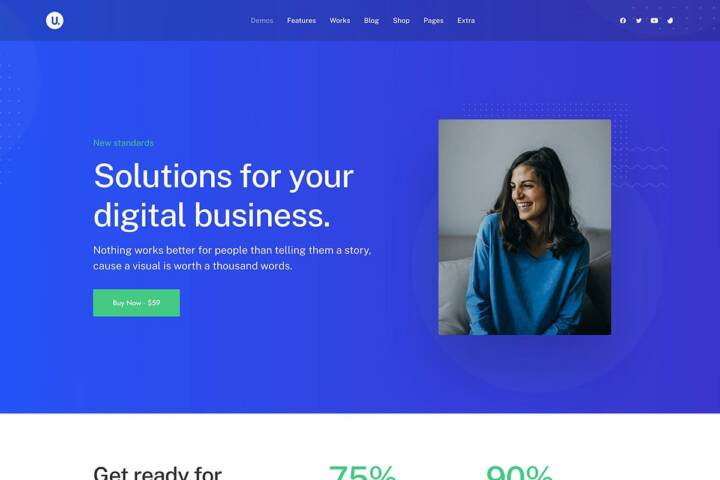 U.
Demos Features Works Blog Shop Pages Extra
New standards
Solutions for your
digital business.
Nothing works better for people than telling them a story,
cause a visual is worth a thousand words.
Buy Now - $59
Get ready for 75% 90%